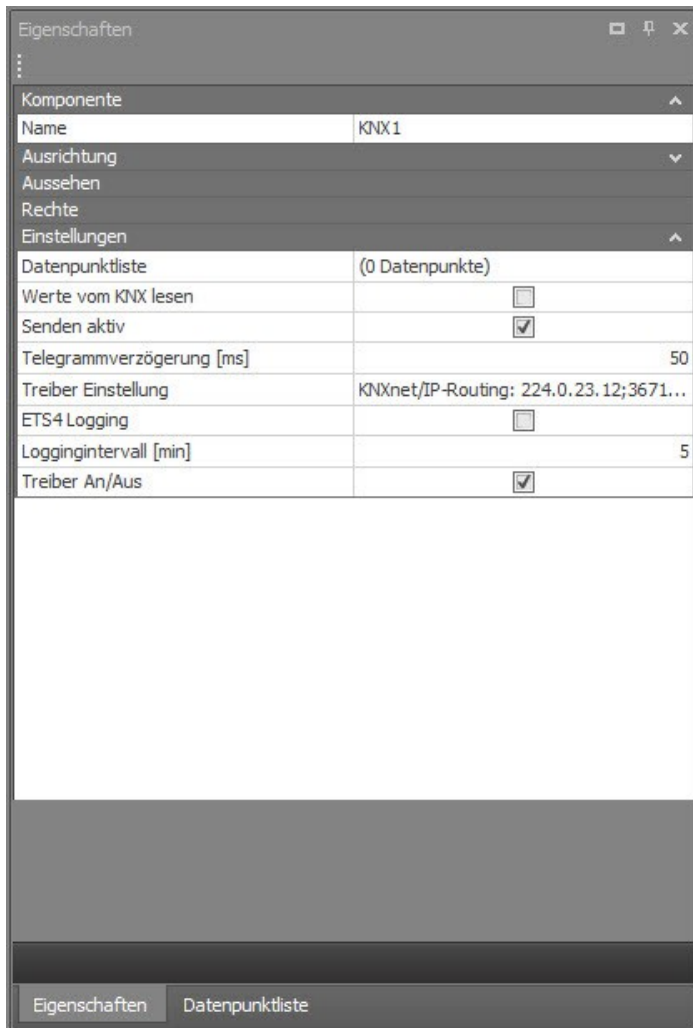 Eigenschaften
Komponente
Name KNX1
Ausrichtung
Aussehen
Rechte
Einstellungen
Datenpunktliste (0 Datenpunkte)
Werte vom KNX lesen
Senden aktiv
Telegrammverzögerung [ms] 50
Treiber Einstellung KNXnet/IP-Routing: 224.0.23.12;3671...
ETS4 Logging
Loggingintervall [min] 5
Treiber An/Aus
Eigenschaften Datenpunktliste